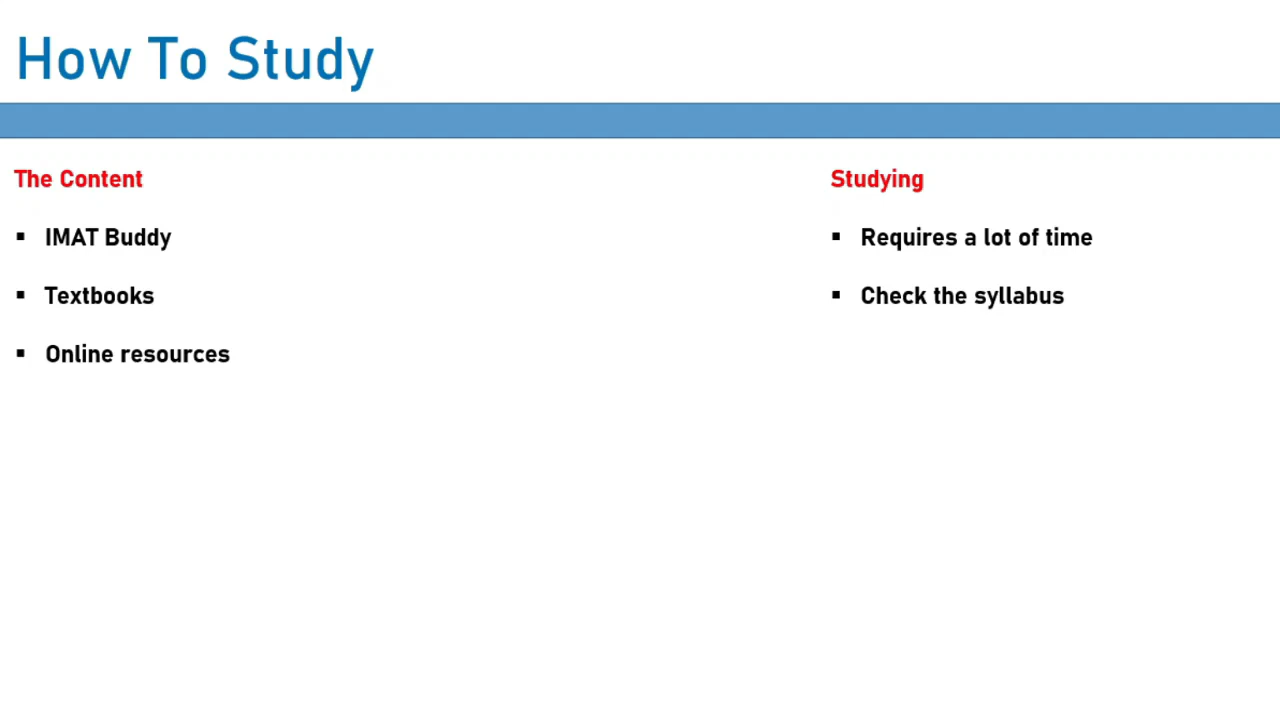 How To Study
The Content
▪ IMAT Buddy
▪ Textbooks
▪ Online resources
Studying
▪ Requires a lot of time
▪ Check the syllabus